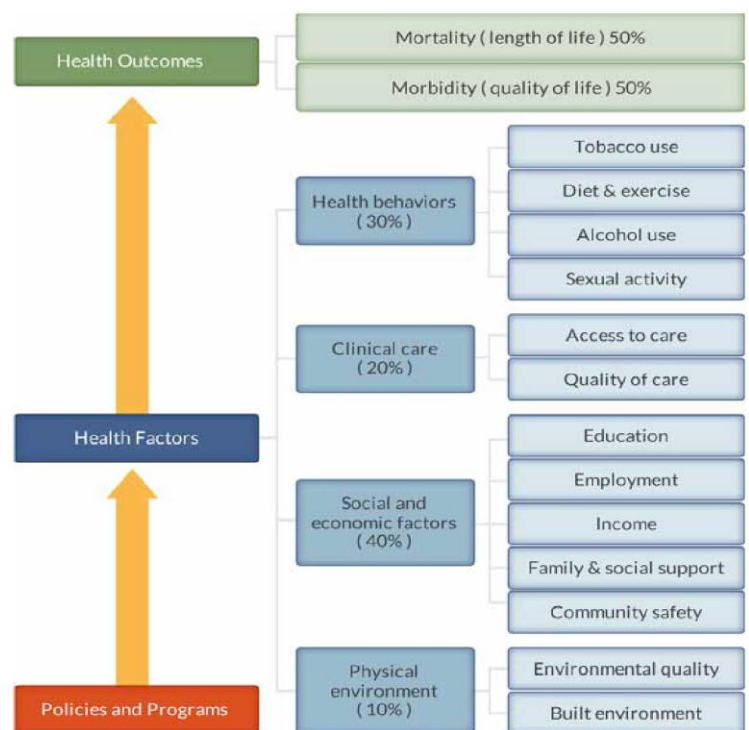 Health Outcomes
Mortality ( length of life ) 50%
Morbidity ( quality of life ) 50%
Health Factors
Health behaviors
( 30% )
Tobacco use
Diet & exercise
Alcohol use
Sexual activity
Clinical care
( 20% )
Access to care
Quality of care
Social and
economic factors
( 40% )
Education
Employment
Income
Family & social support
Community safety
Physical
environment
( 10% )
Environmental quality
Built environment
Policies and Programs